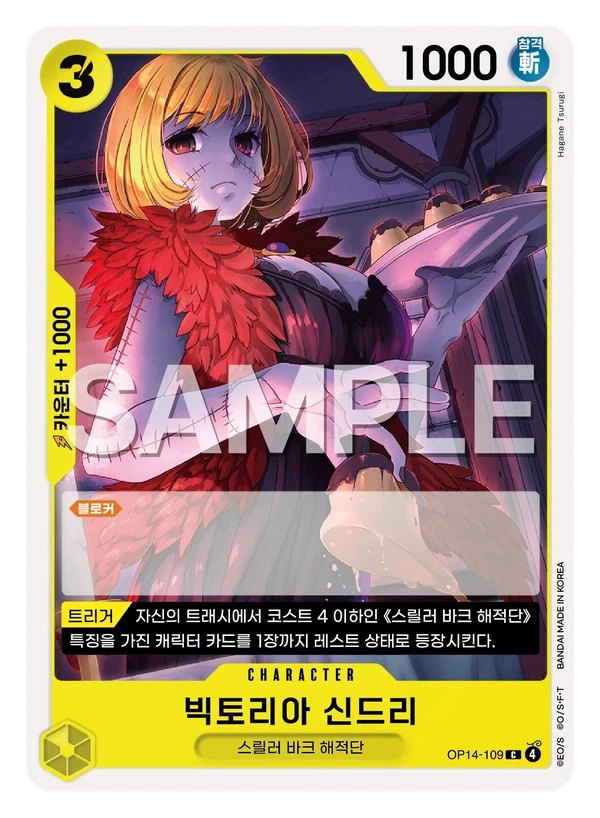 3
1000
참격
斬
Hagane Tsurugi
카운터 +1000
SAMPLE
블로커
트리거 자신의 트래시에서 코스트 4 이하인 《스릴러 바크 해적단》
특징을 가진 캐릭터 카드를 1장까지 레스트 상태로 등장시킨다.
CHARACTER
빅토리아 신드리
스릴러 바크 해적단
OP14-109 C 4
©EO/S ©O/S·F·T BANDAI MADE IN KOREA